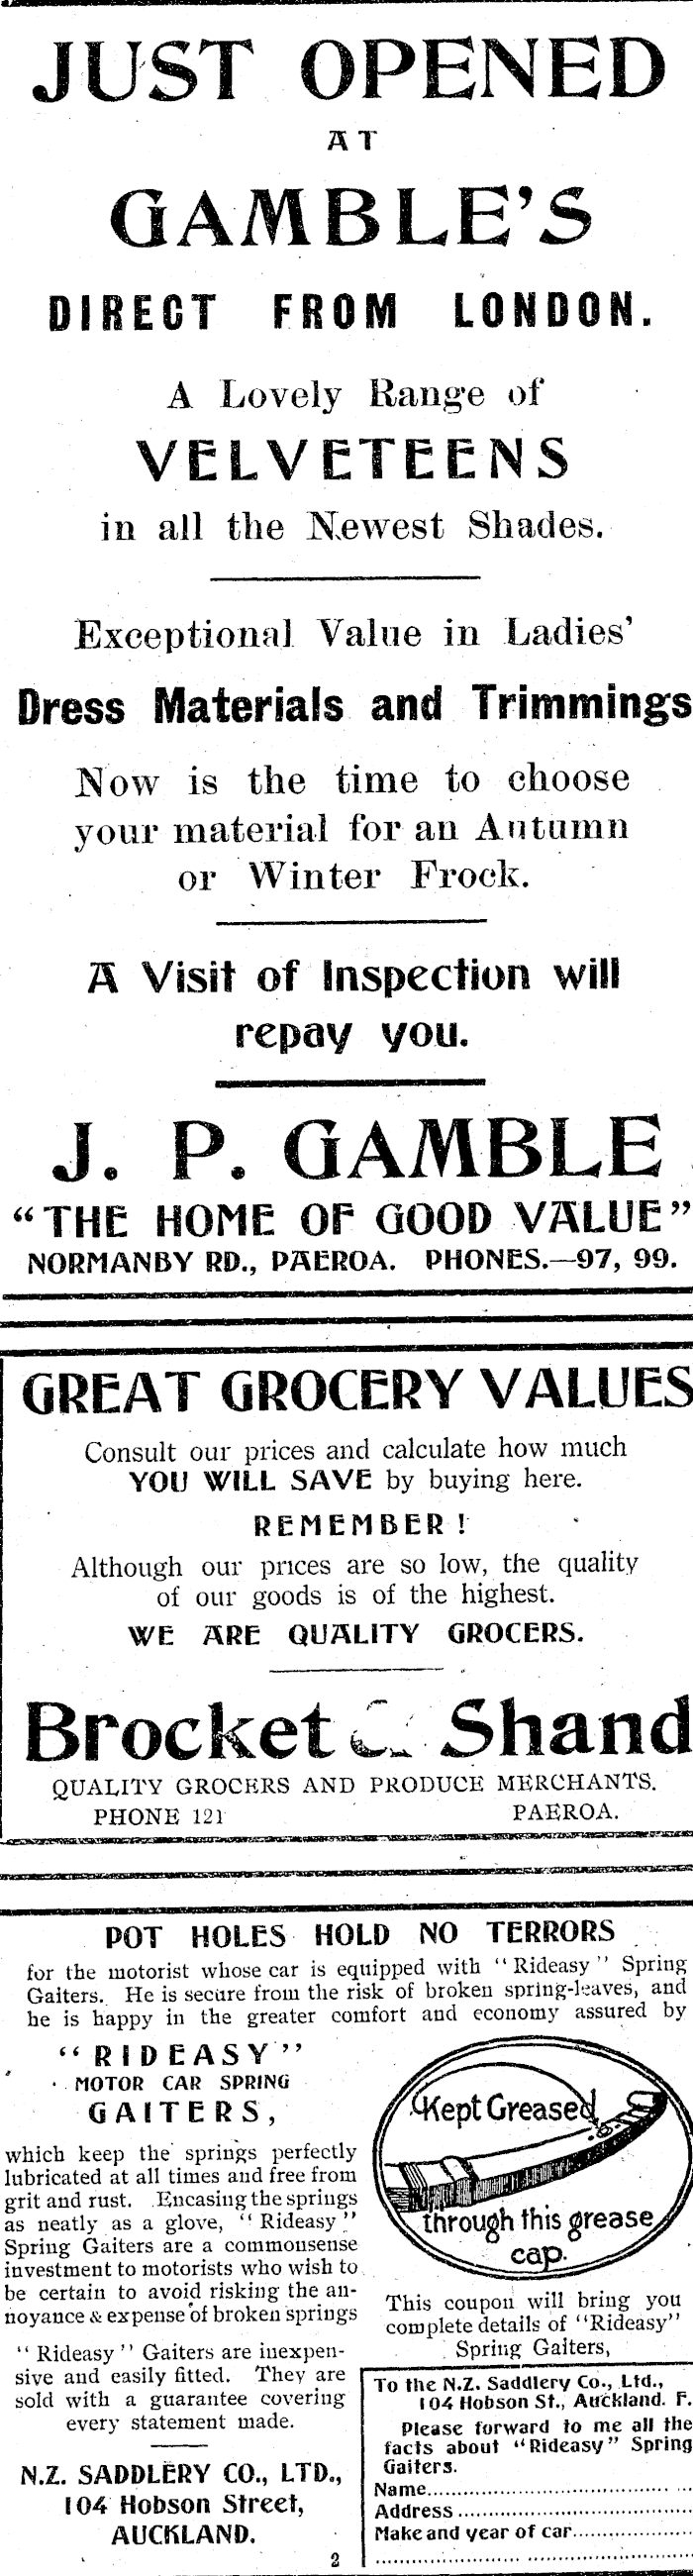 JUST OPENED
AT
GAMBLE'S
DIRECT FROM LONDON.
A Lovely Range of
VELVETEENS
in all the Newest Shades.
Exceptional Value in Ladies'
Dress Materials and Trimmings
Now is the time to choose
your material for an Autumn
or Winter Frock.
A Visit of Inspection will
repay you.
J. P. GAMBLE
"THE HOME OF GOOD VALUE"
NORMANBY RD., PAEROA. PHONES.—97, 99.
GREAT GROCERY VALUES
Consult our prices and calculate how much
YOU WILL SAVE by buying here.
REMEMBER!
Although our prices are so low, the quality
of our goods is of the highest.
WE ARE QUALITY GROCERS.
Brocket & Shand
QUALITY GROCERS AND PRODUCE MERCHANTS.
PHONE 121 PAEROA.
POT HOLES HOLD NO TERRORS
for the motorist whose car is equipped with "Rideasy" Spring
Gaiters. He is secure from the risk of broken spring-leaves, and
he is happy in the greater comfort and economy assured by
"RIDEASY"
MOTOR CAR SPRING
GAITERS,
which keep the springs perfectly
lubricated at all times and free from
grit and rust. Encasing the springs
as neatly as a glove, "Rideasy"
Spring Gaiters are a commonsense
investment to motorists who wish to
be certain to avoid risking the an-
noyance & expense of broken springs
"Rideasy" Gaiters are inexpen-
sive and easily fitted. They are
sold with a guarantee covering
every statement made.
N.Z. SADDLERY CO., LTD.,
104 Hobson Street,
AUCKLAND.
2
Kept Greased
through this grease
cap.
This coupon will bring you
complete details of "Rideasy"
Spring Gaiters,
To the N.Z. Saddlery Co., Ltd.,
104 Hobson St., Auckland. F.
Please forward to me all the
facts about "Rideasy" Spring
Gaiters.
Name
Address
Make and year of car